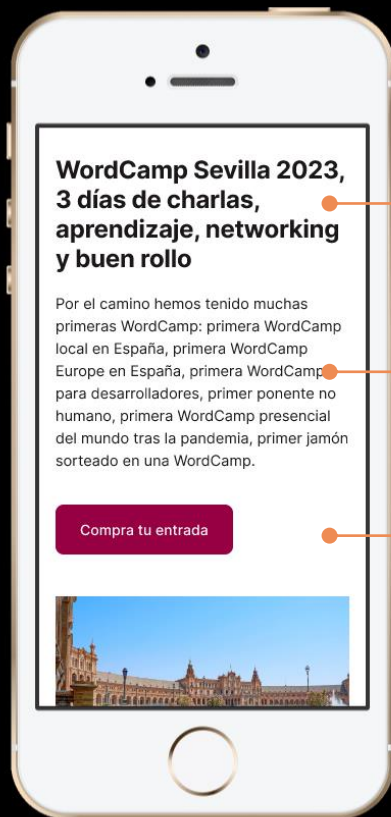 WordCamp Sevilla 2023,
3 días de charlas,
aprendizaje, networking
y buen rollo
Por el camino hemos tenido muchas
primeras WordCamp: primera WordCamp
local en España, primera WordCamp
Europe en España, primera WordCamp
para desarrolladores, primer ponente no
humano, primera WordCamp presencial
del mundo tras la pandemia, primer jamón
sorteado en una WordCamp.
Compra tu entrada